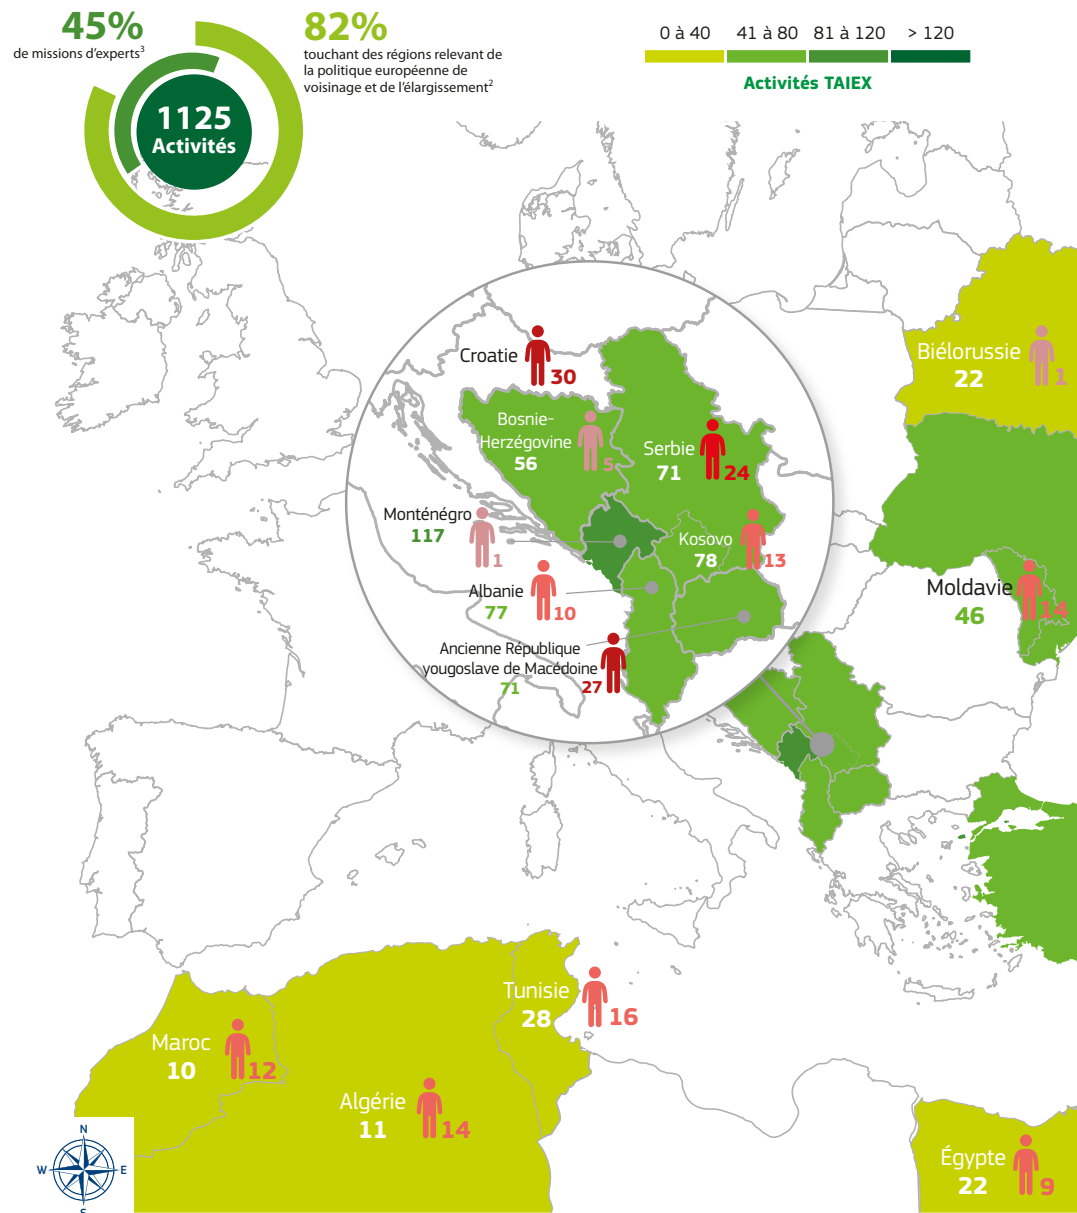 45%
de missions d'experts³
82%
touchant des régions relevant de
la politique européenne de
voisinage et de l'élargissement²
1125
Activités
0 à 40
41 à 80
81 à 120
> 120
Activités TAIEX
Biélorussie
22
1
Croatie
30
Bosnie-
Herzégovine
56
5
Serbie
71
24
Monténégro
117
1
Kosovo
78
13
Albanie
77
10
Ancienne République
yougoslave de Macédoine
71
27
Moldavie
46
14
Tunisie
28
16
Maroc
10
12
Algérie
11
14
Égypte
22
9
N
W
E
S